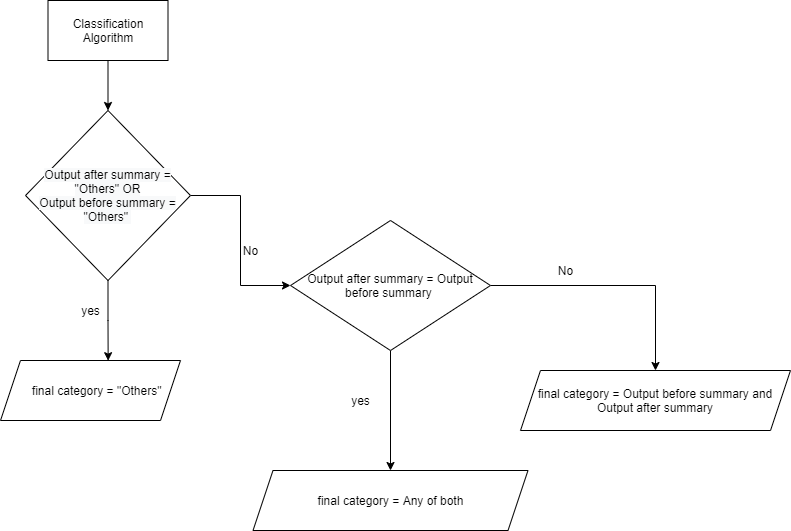 Classification
Algorithm
Output after summary =
"Others" OR
Output before summary =
"Others"
No
Output after summary = Output
before summary
No
yes
final category = "Others"
final category = Output before summary and
Output after summary
yes
final category = Any of both